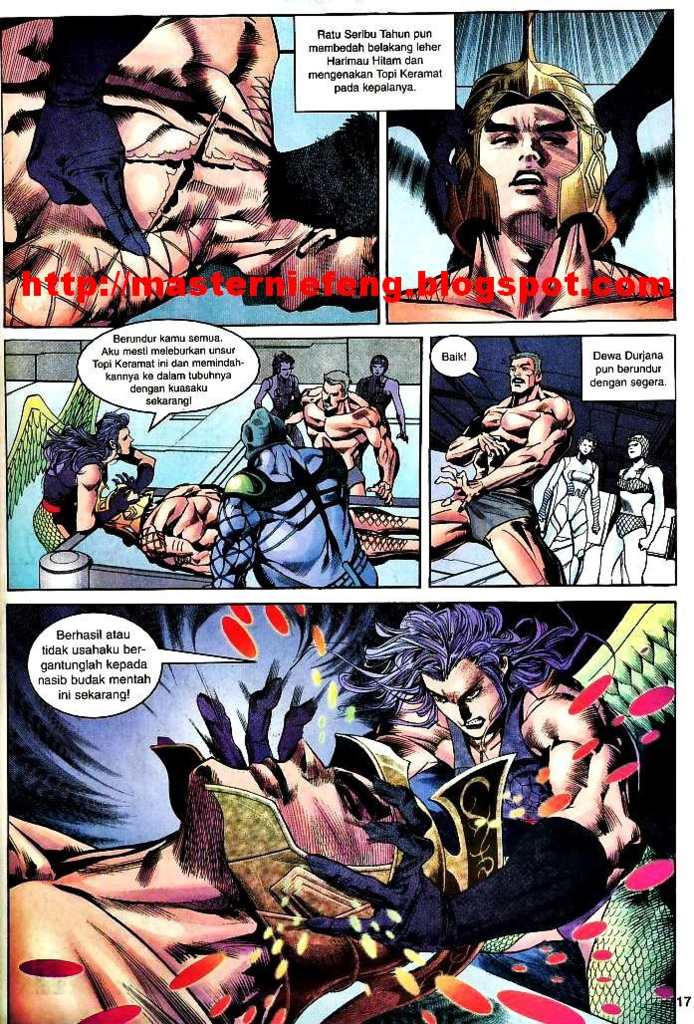 Ratu Seribu Tahun pun
membedah belakang leher
Harimau Hitam dan
mengenakan Topi Keramat
pada kepalanya.
http://masterniefeng.blogspot.com
Berundur kamu semua.
Aku mesti meleburkan unsur
Topi Keramat ini dan memindah-
kannya ke dalam tubuhnya
dengan kuasaku
sekarang!
Baik!
Dewa Durjana
pun berundur
dengan segera.
Berhasil atau
tidak usahaku ber-
gantunglah kepada
nasib budak mentah
ini sekarang!
17